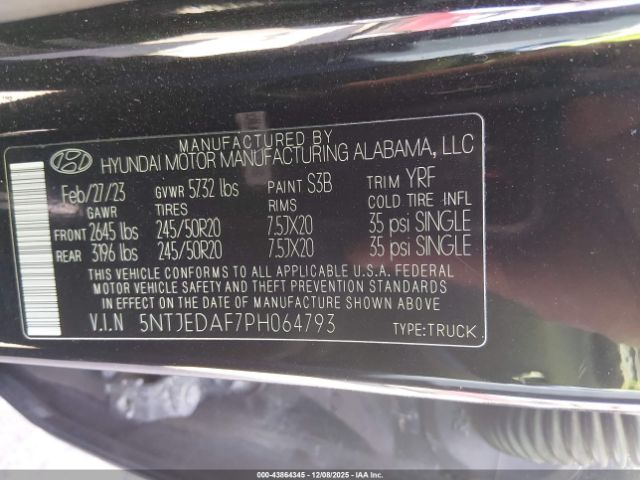 MANUFACTURED BY
HYUNDAI MOTOR MANUFACTURING ALABAMA, LLC
Feb/27/23 GVWR 5732 lbs PAINT S3B TRIM YRF
GAWR TIRES RIMS COLD TIRE INFL
FRONT 2645 lbs 245/50R20 7.5JX20 35 psi SINGLE
REAR 3196 lbs 245/50R20 7.5JX20 35 psi SINGLE
THIS VEHICLE CONFORMS TO ALL APPLICABLE U.S.A. FEDERAL
MOTOR VEHICLE SAFETY AND THEFT PREVENTION STANDARDS
IN EFFECT ON THE DATE OF MANUFACTURE SHOWN ABOVE
V.I.N 5NTJEDAF7PH064793 TYPE:TRUCK
00-43864345 | 12/08/2025 - Copyright © IAA, LLC